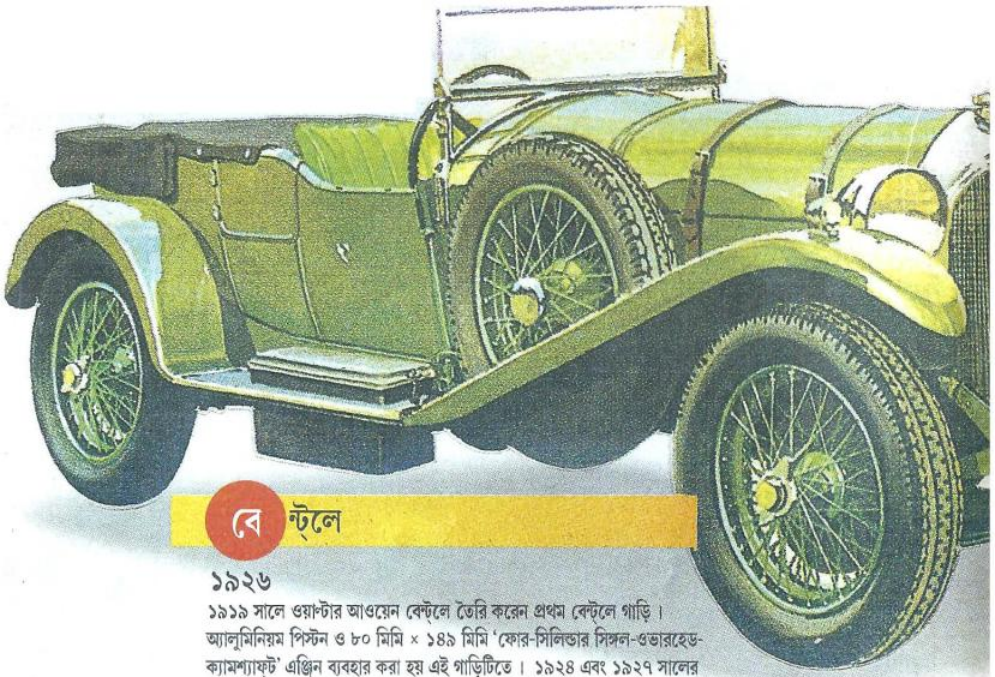 বেন্ট্‌লে
১৯২৬
১৯১৯ সালে ওয়াল্টার আওয়েন বেন্ট্‌লে তৈরি করেন প্রথম বেন্ট্‌লে গাড়ি।
অ্যালুমিনিয়াম পিস্টন ও ৮০ মিমি × ১৪৯ মিমি 'ফোর-সিলিন্ডার সিঙ্গল-ওভারহেড-
ক্যামশ্যাফ্‌ট' এঞ্জিন ব্যবহার করা হয় এই গাড়িটিতে। ১৯২৪ এবং ১৯২৭ সালের